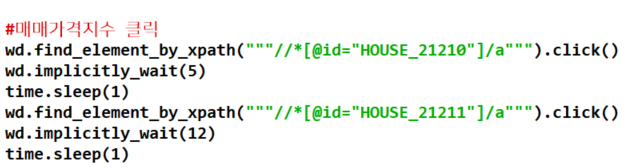 #매매가격지수 클릭
wd.find_element_by_xpath("""//*[@id="HOUSE_21210"]/a""").click()
wd.implicitly_wait(5)
time.sleep(1)
wd.find_element_by_xpath("""//*[@id="HOUSE_21211"]/a""").click()
wd.implicitly_wait(12)
time.sleep(1)